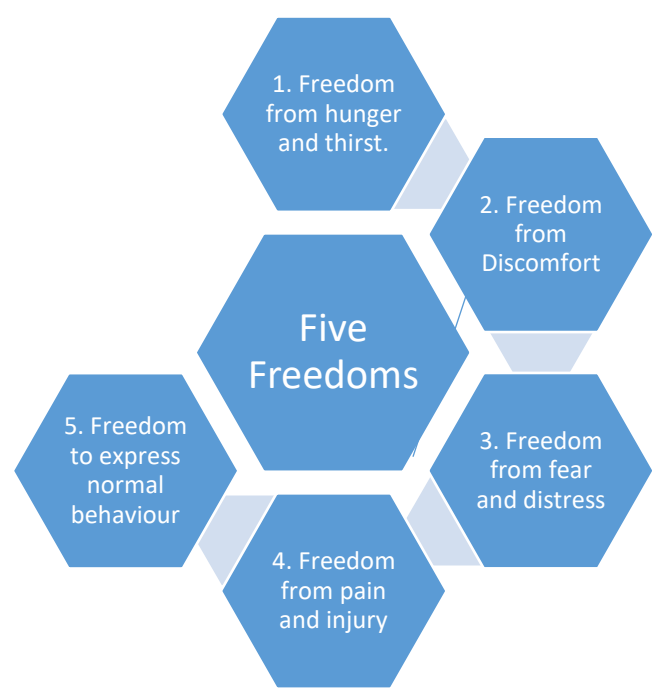 1. Freedom
from hunger
and thirst.
2. Freedom
from
Discomfort
Five
Freedoms
3. Freedom
from fear
and distress
4. Freedom
from pain
and injury
5. Freedom
to express
normal
behaviour